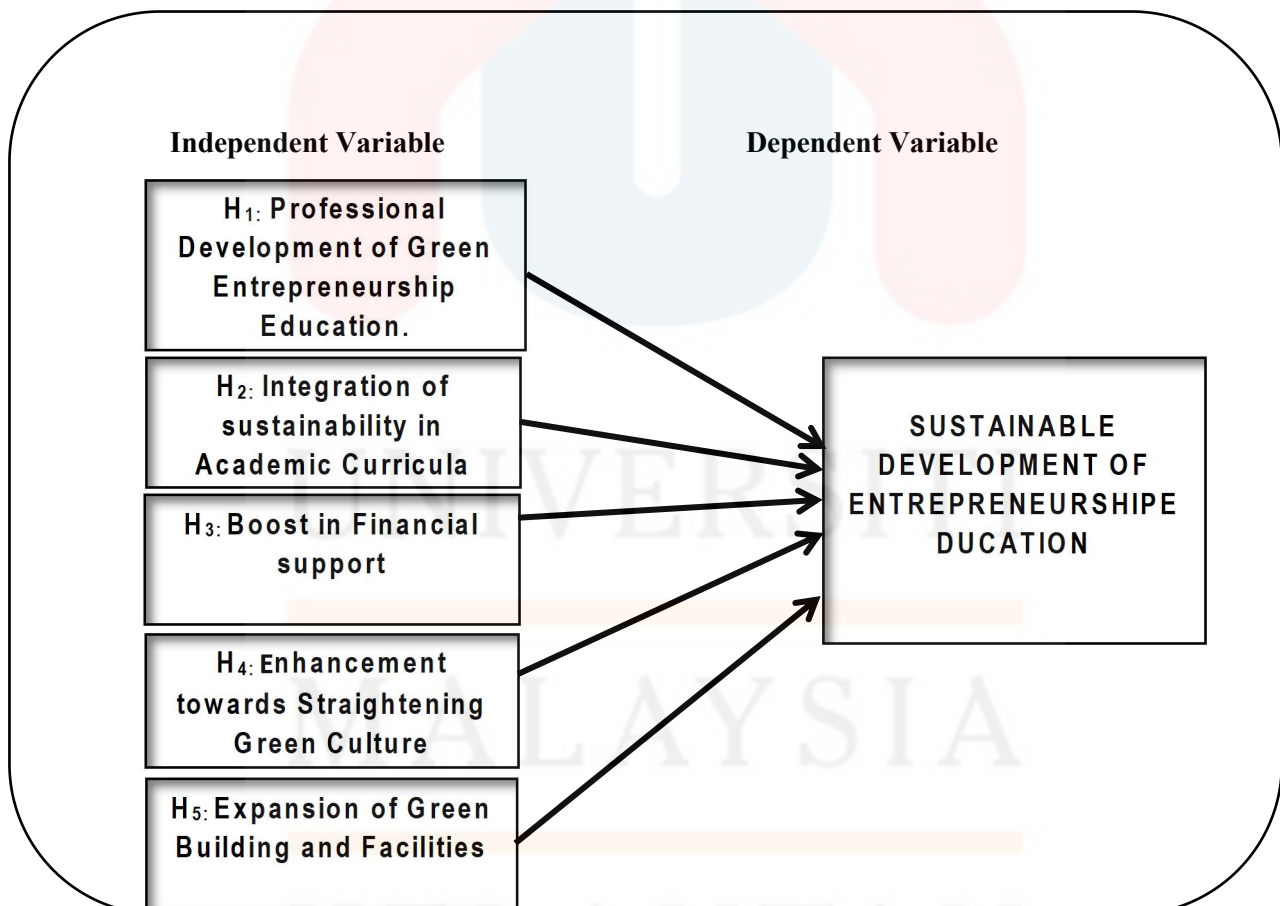 Independent Variable
Dependent Variable
H1: Professional
Development of Green
Entrepreneurship
Education.
H2: Integration of
sustainability in
Academic Curricula
H3: Boost in Financial
support
H4: Enhancement
towards Straightening
Green Culture
H5: Expansion of Green
Building and Facilities
SUSTAINABLE
DEVELOPMENT OF
ENTREPRENEURSHIPE
DUCATION
UNIVERSITI
MALAYSIA